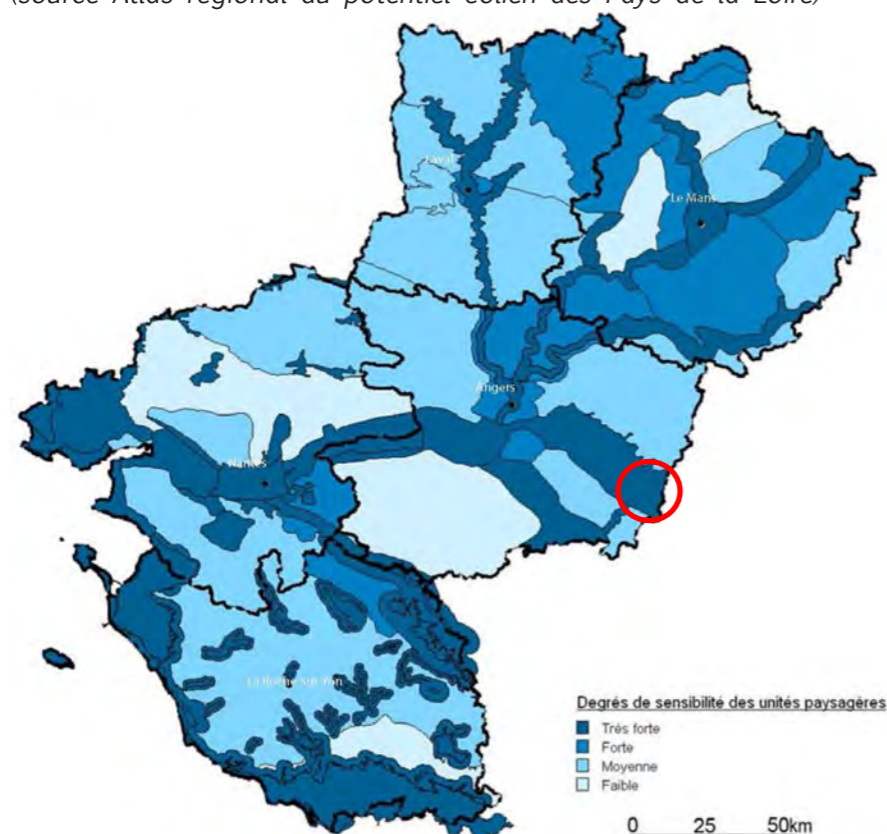 (source Atlas régional du potentiel éolien des Pays de la Loire)
Laval
Le Mans
Angers
Nantes
La Roche sur Yon
Degrés de sensibilité des unités paysagères
Trés forte
Forte
Moyenne
Faible
0 25 50km